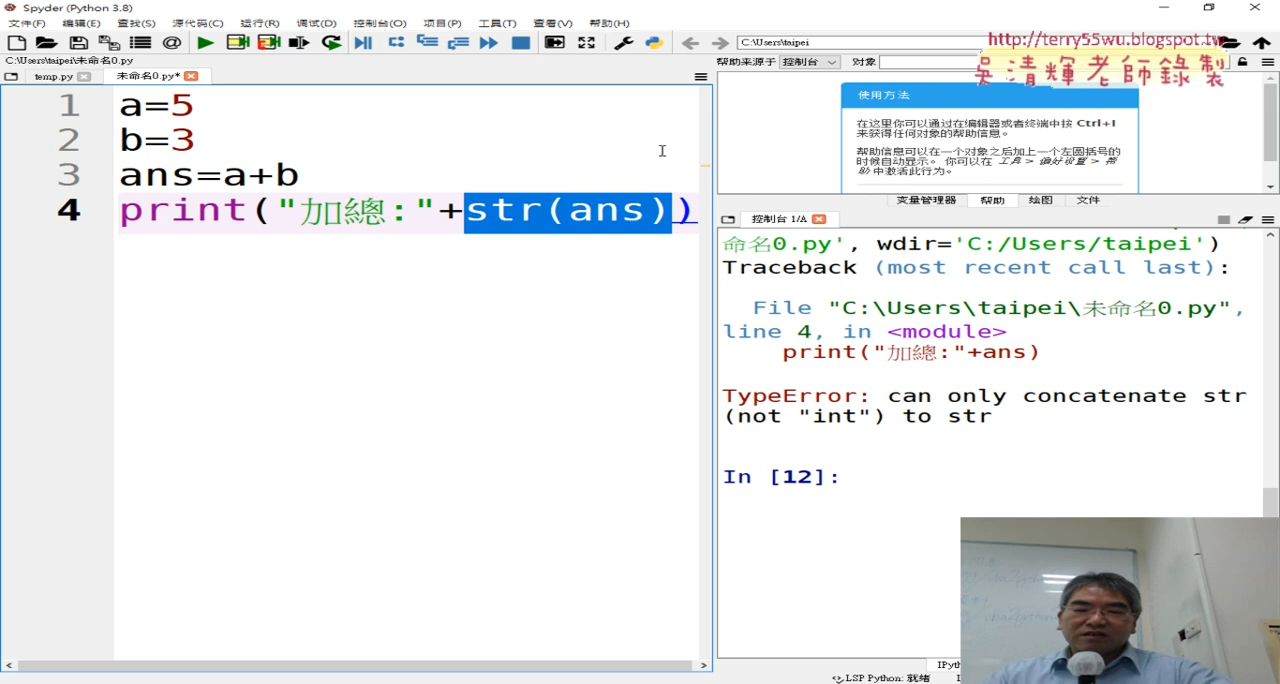 Spyder (Python 3.8)
文件(F) 编辑(E) 查找(S) 源代码(C) 运行(R) 调试(D) 控制台(O) 项目(P) 工具(T) 查看(V) 帮助(H)
C:\Users\taipei
http://terry55wu.blogspot.tw
C:\Users\taipei\未命名0.py
帮助来源于 控制台 对象
吳清輝老師錄製
temp.py 未命名0.py*
使用方法
在这里你可以通过在编辑器或者终端中按 Ctrl+I
来获得任何对象的帮助信息。
帮助信息可以在一个对象之后加上一个左圆括号的
时候自动显示。 你可以在 工具 > 偏好设置 > 帮
助 中激活此行为。
变量管理器 帮助 绘图 文件
1 a=5
2 b=3
3 ans=a+b
4 print("加總:"+str(ans))
控制台 1/A
命名0.py', wdir='C:/Users/taipei')
Traceback (most recent call last):
File "C:\Users\taipei\未命名0.py",
line 4, in <module>
print("加總:"+ans)
TypeError: can only concatenate str
(not "int") to str
In [12]:
LSP Python: 就绪